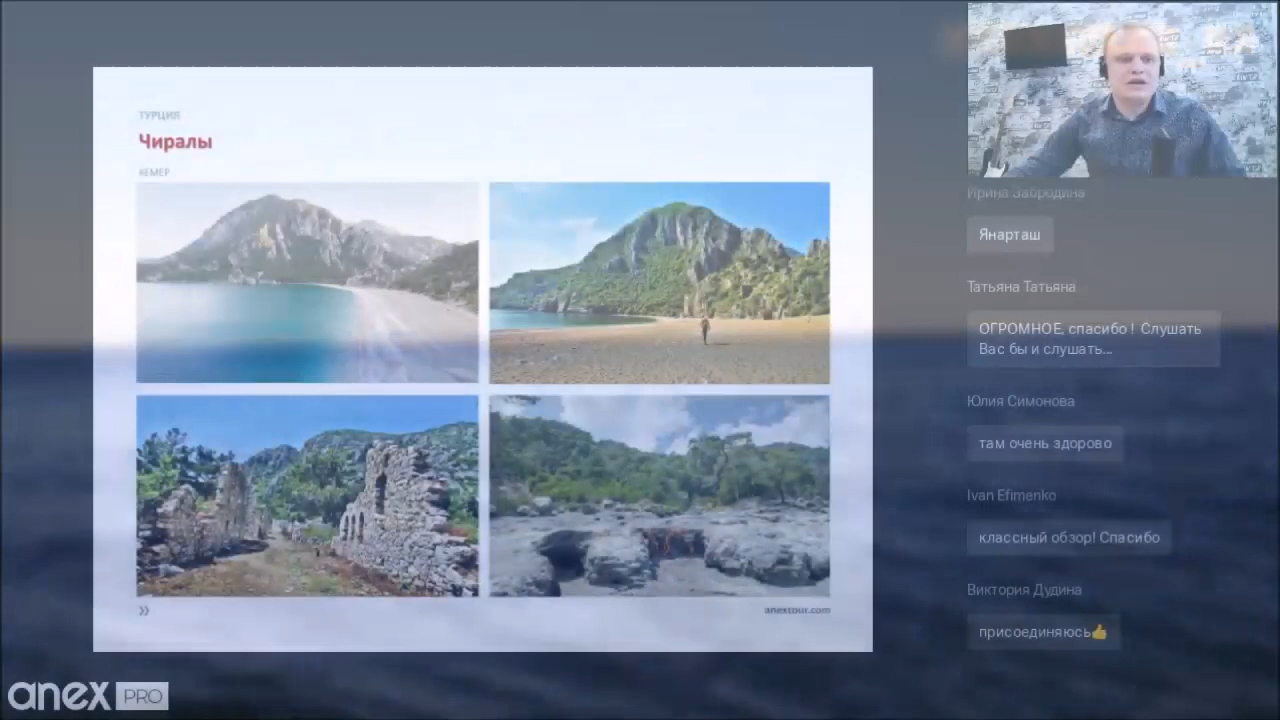 ТУРЦИЯ
Чиралы
КЕМЕР
»
anextour.com
Ирина Забродина
Янарташ
Татьяна Татьяна
ОГРОМНОЕ, спасибо ! Слушать
Вас бы и слушать...
Юлия Симонова
там очень здорово
Ivan Efimenko
классный обзор! Спасибо
Виктория Дудина
присоединяюсь👍
anex PRO